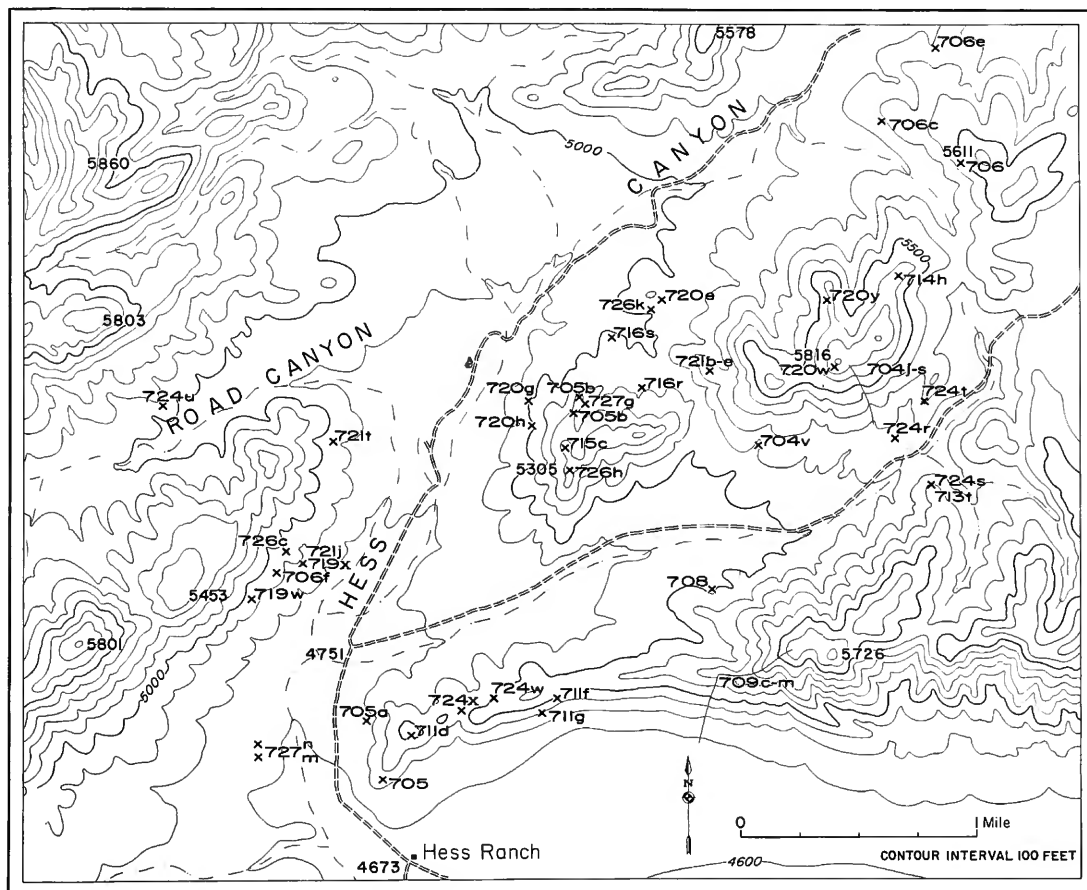 5578
706e
CANYON
706c
5000
5860
5611
706
5500
714h
720e
720y
726k
5803
716s
721b-e
5816
720w
704j-s
ROAD CANYON
724u
720g
705b
727g
716r
724t
705b
720h
721t
715c
704v
724r
5305
726h
724s-
713t
726c
721j
719x
706f
HESS
719w
5453
708
5801
4751
5726
5000
709c-m
724x
724w
711f
705a
711g
711d
727n
m
705
N
0
1 Mile
Hess Ranch
4673
4600
CONTOUR INTERVAL 100 FEET